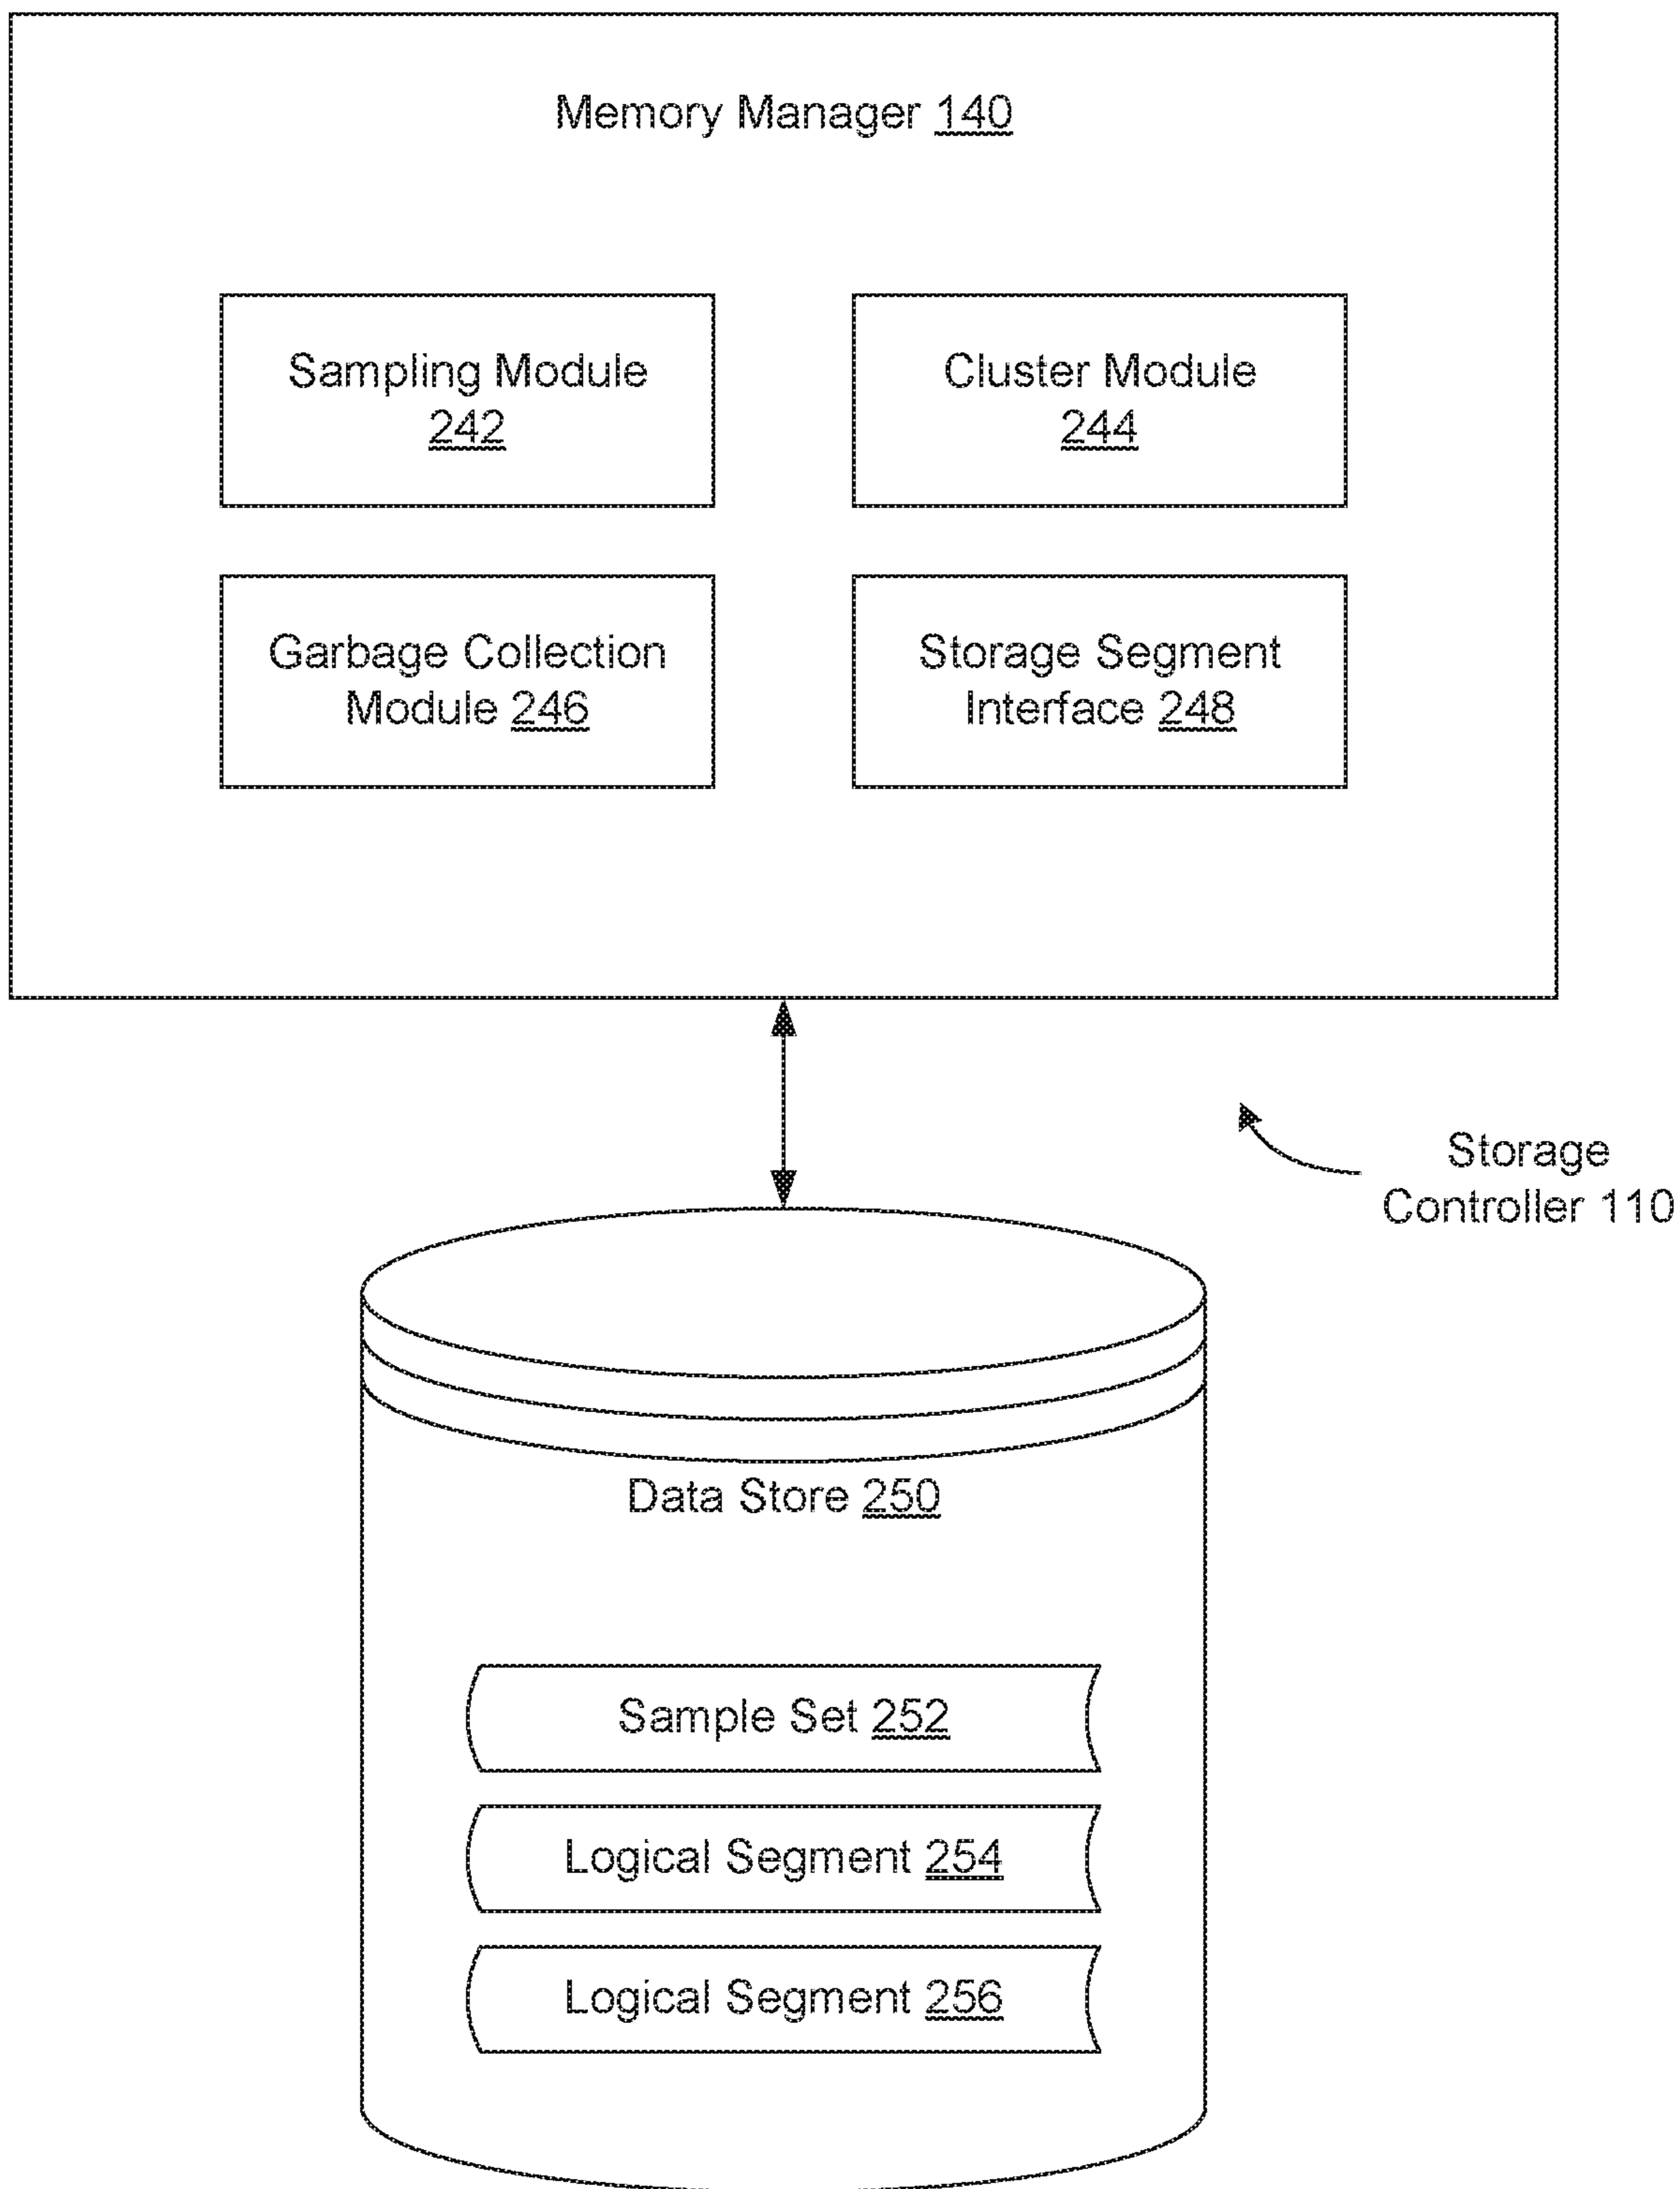 Memory Manager 140
Sampling Module
242
Cluster Module
244
Garbage Collection
Module 246
Storage Segment
Interface 248
Storage
Controller 110
Data Store 250
Sample Set 252
Logical Segment 254
Logical Segment 256